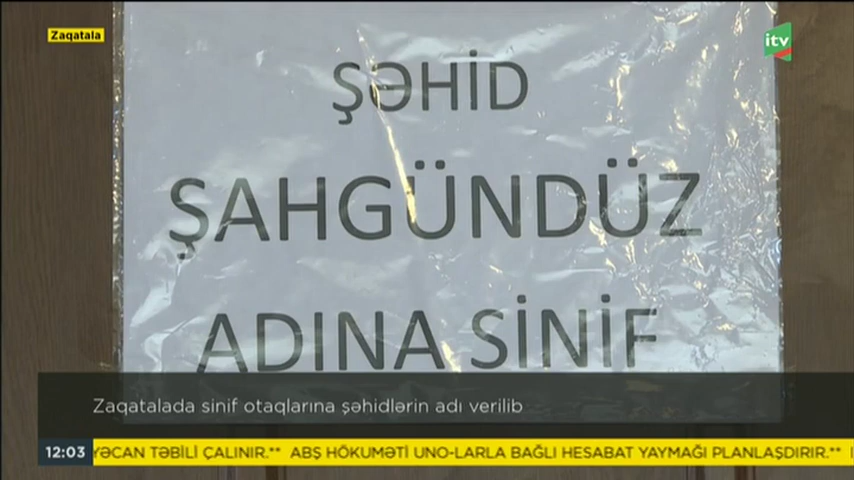 Zaqatala
itv
ŞƏHİD
ŞAHGÜNDÜZ
ADINA SİNİF
Zaqatalada sinif otaqlarına şəhidlərin adı verilib
12:03 YƏCAN TƏBİLİ ÇALINIR.** ABŞ HÖKUMƏTİ UNO-LARLA BAĞLI HESABAT YAYMAĞI PLANLAŞDIRIR.**